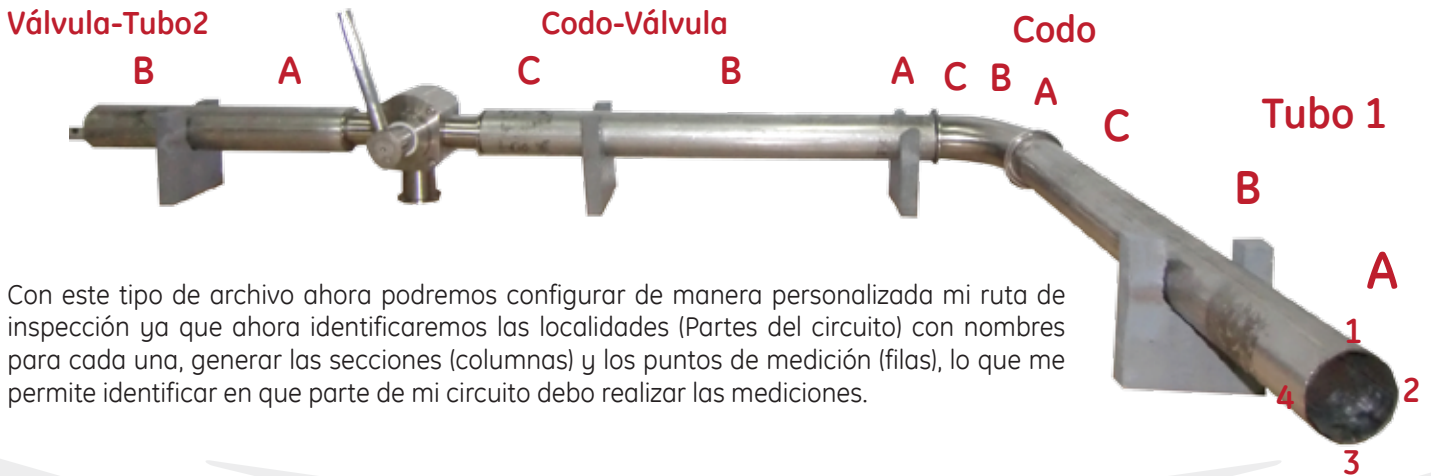 Válvula-Tubo2
Codo-Válvula
Codo
B
A
C
B
A
C
B
A
C
Tubo 1
B
A
Con este tipo de archivo ahora podremos configurar de manera personalizada mi ruta de
inspección ya que ahora identificaremos las localidades (Partes del circuito) con nombres
para cada una, generar las secciones (columnas) y los puntos de medición (filas), lo que me
permite identificar en que parte de mi circuito debo realizar las mediciones.
1
2
4
3